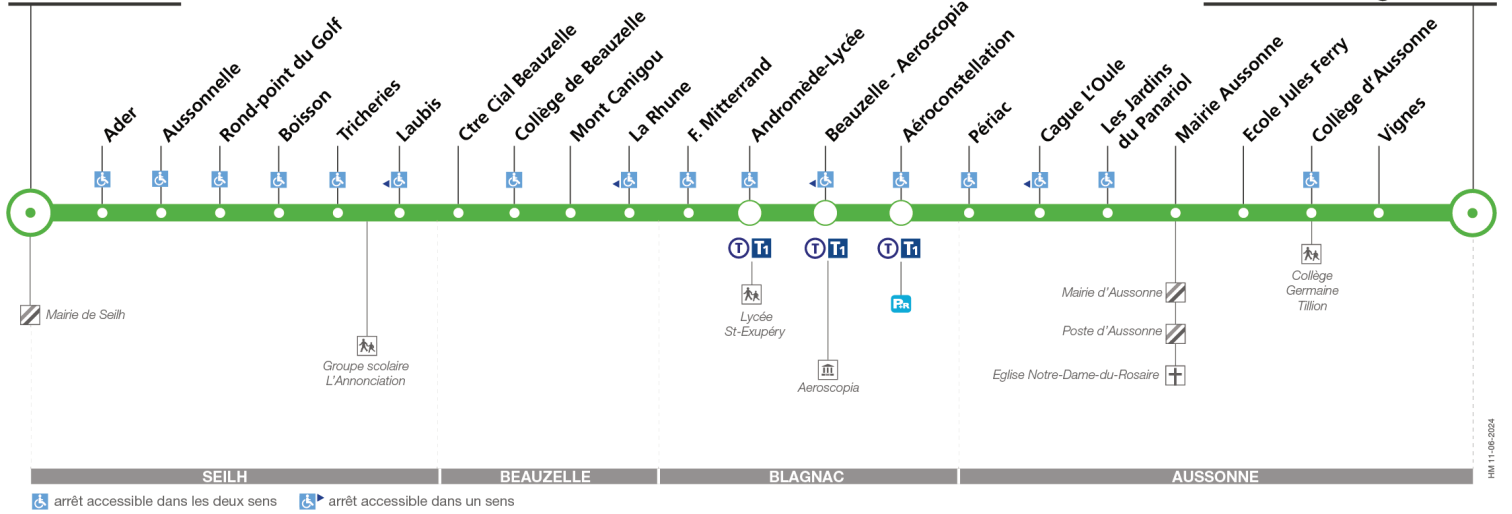 Ader
Aussonnelle
Rond-point du Golf
Boisson
Tricheries
Laubis
Ctre Cial Beauzelle
Collège de Beauzelle
Mont Canigou
La Rhune
F. Mitterrand
Andromède-Lycée
Beauzelle - Aeroscopia
Aéroconstellation
Périac
Cague L'Oule
Les Jardins
du Panariol
Mairie Aussonne
Ecole Jules Ferry
Collège d'Aussonne
Vignes
T T1
T T1
T T1
P+R
Mairie de Seilh
Groupe scolaire
L'Annonciation
Lycée
St-Exupéry
Aeroscopia
Mairie d'Aussonne
Poste d'Aussonne
Eglise Notre-Dame-du-Rosaire
Collège
Germaine
Tillion
HM 11-06-2024
SEILH
BEAUZELLE
BLAGNAC
AUSSONNE
arrêt accessible dans les deux sens
arrêt accessible dans un sens